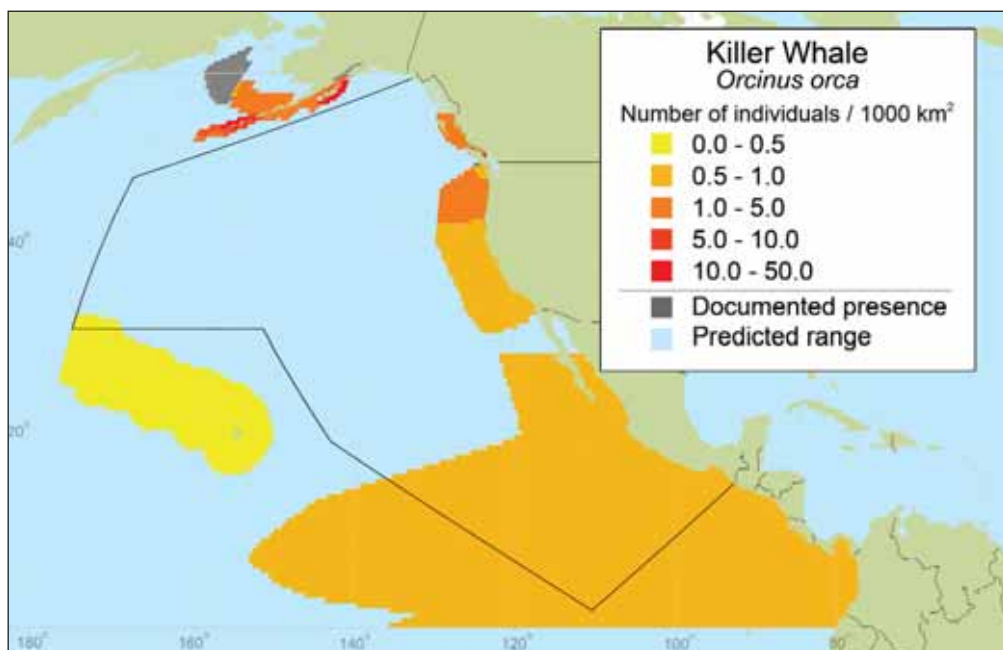 Killer Whale
Orcinus orca
Number of individuals / 1000 km²
0.0 - 0.5
0.5 - 1.0
1.0 - 5.0
5.0 - 10.0
10.0 - 50.0
Documented presence
Predicted range
40°
20°
180° 160° 140° 120° 100° 80°